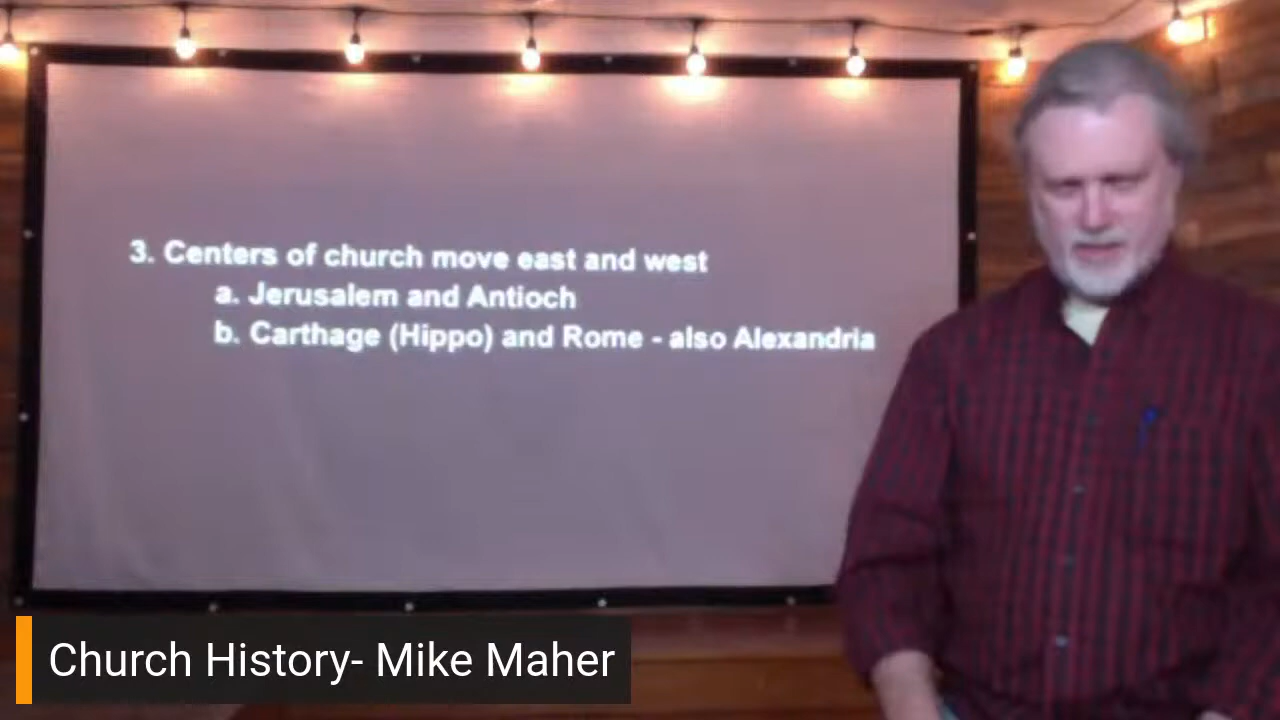 3. Centers of church move east and west
a. Jerusalem and Antioch
b. Carthage (Hippo) and Rome - also Alexandria
Church History- Mike Maher